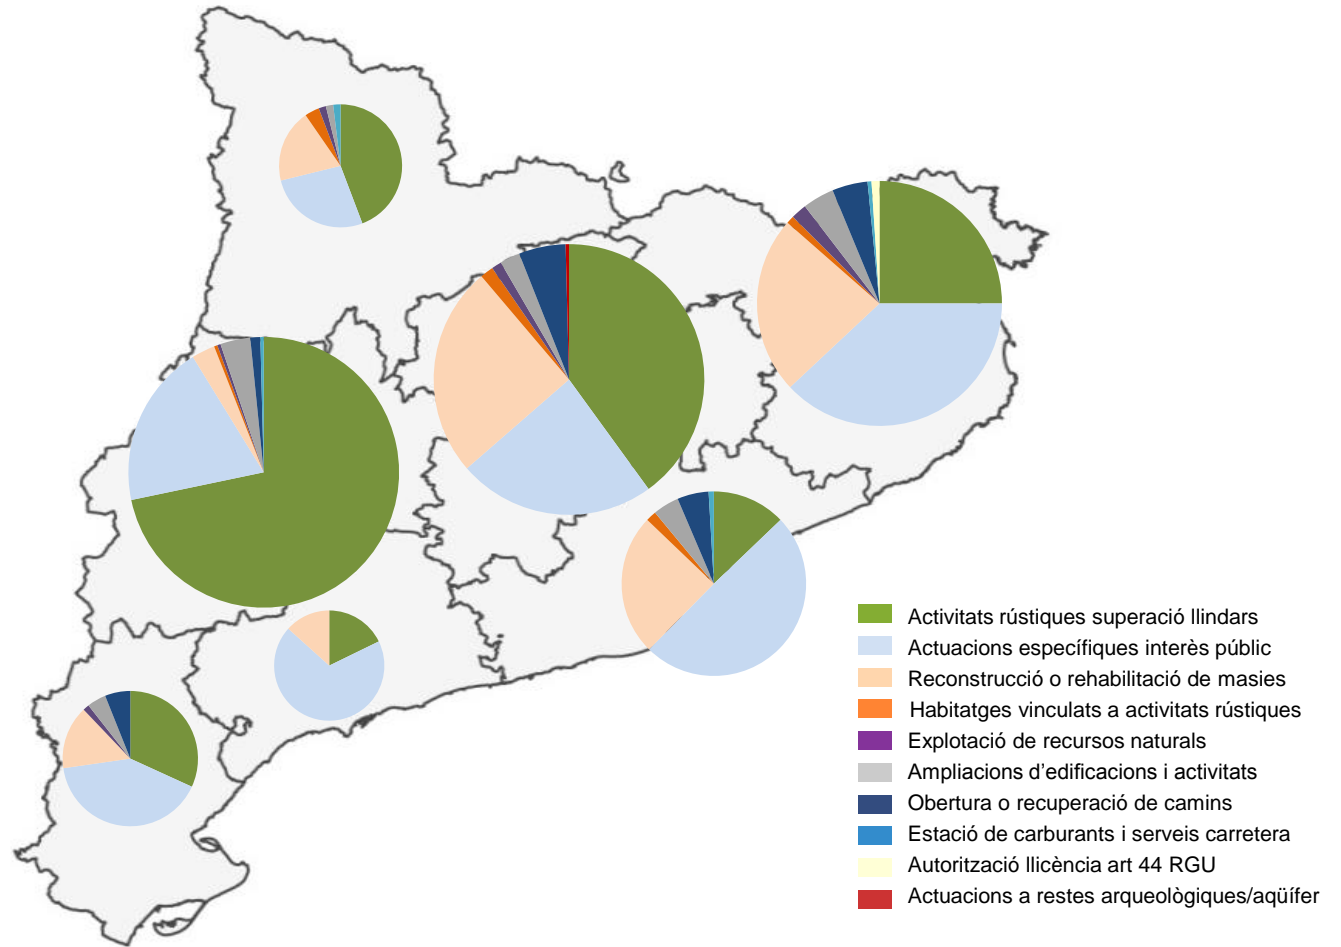 Activitats rústiques superació llindars
Actuacions específiques interès públic
Reconstrucció o rehabilitació de masies
Habitatges vinculats a activitats rústiques
Explotació de recursos naturals
Ampliacions d'edificacions i activitats
Obertura o recuperació de camins
Estació de carburants i serveis carretera
Autorització llicència art 44 RGU
Actuacions a restes arqueològiques/aqüífer